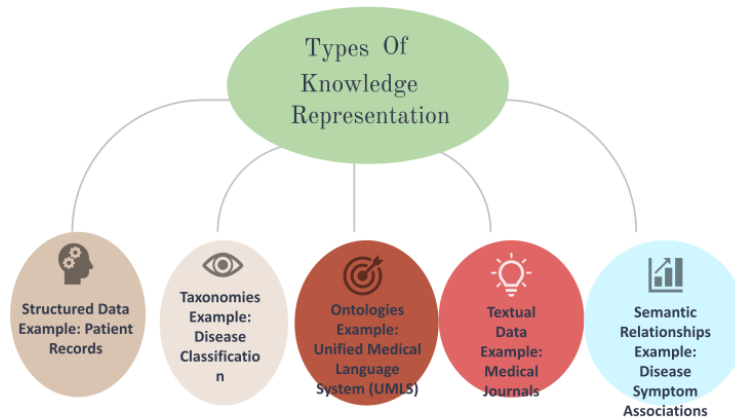 Types Of
Knowledge
Representation
Structured Data
Example: Patient
Records
Taxonomies
Example:
Disease
Classificatio
n
Ontologies
Example:
Unified Medical
Language
System (UMLS)
Textual
Data
Example:
Medical
Journals
Semantic
Relationships
Example:
Disease
Symptom
Associations